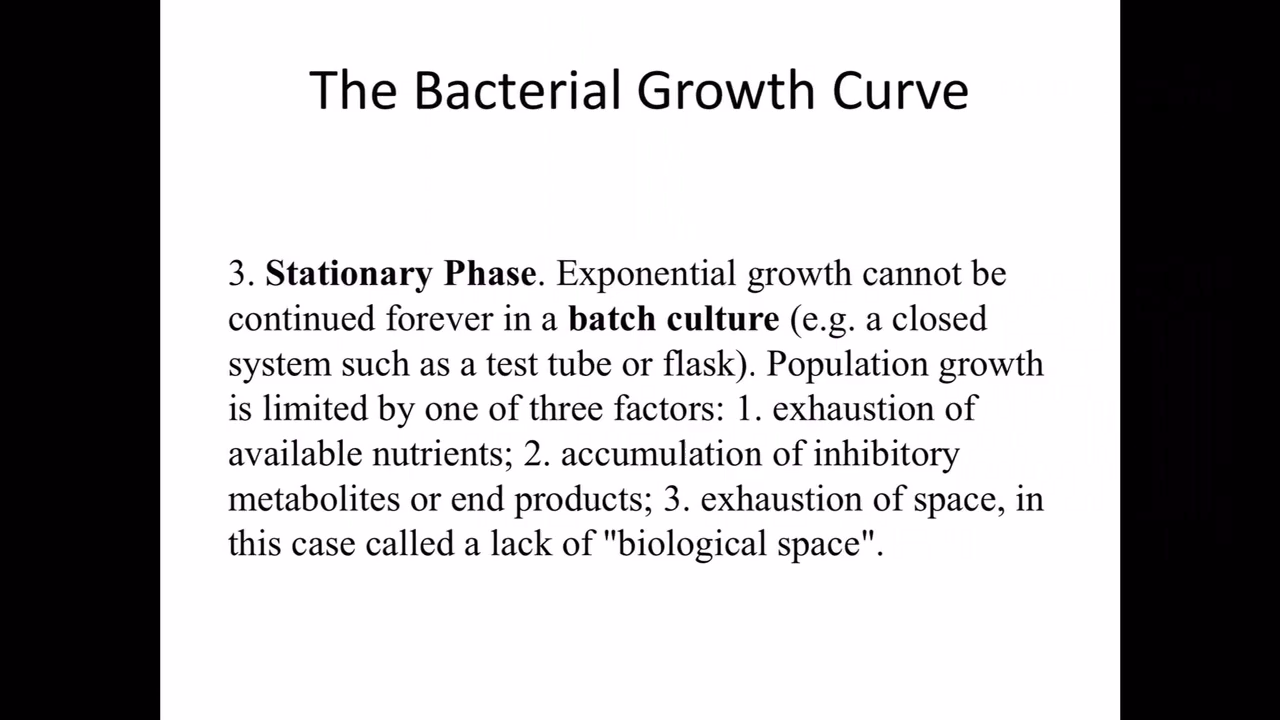 The Bacterial Growth Curve
3. Stationary Phase. Exponential growth cannot be
continued forever in a batch culture (e.g. a closed
system such as a test tube or flask). Population growth
is limited by one of three factors: 1. exhaustion of
available nutrients; 2. accumulation of inhibitory
metabolites or end products; 3. exhaustion of space, in
this case called a lack of "biological space".